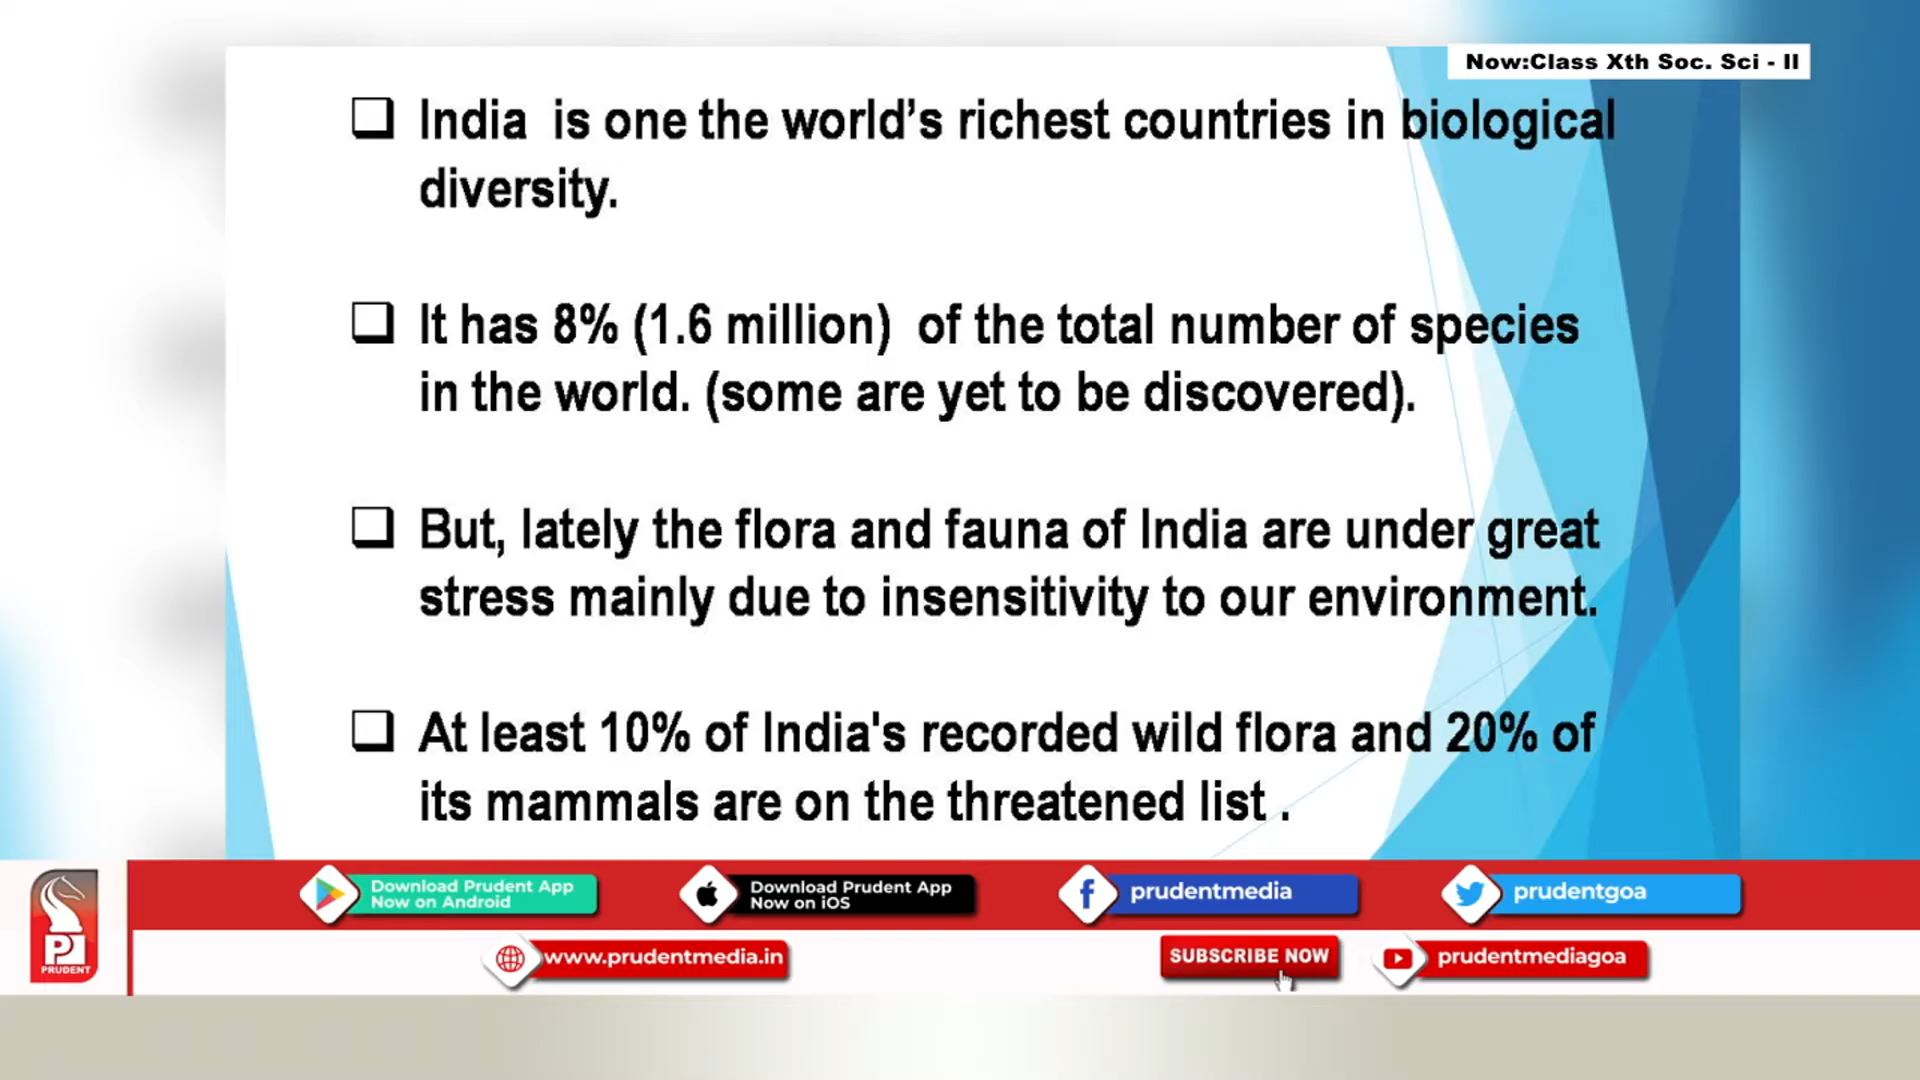 Now:Class Xth Soc. Sci - II
India is one the world’s richest countries in biological
diversity.
It has 8% (1.6 million) of the total number of species
in the world. (some are yet to be discovered).
But, lately the flora and fauna of India are under great
stress mainly due to insensitivity to our environment.
At least 10% of India's recorded wild flora and 20% of
its mammals are on the threatened list .
Download Prudent App
Now on Android
Download Prudent App
Now on iOS
prudentmedia
prudentgoa
PRUDENT
www.prudentmedia.in
SUBSCRIBE NOW
prudentmediagoa